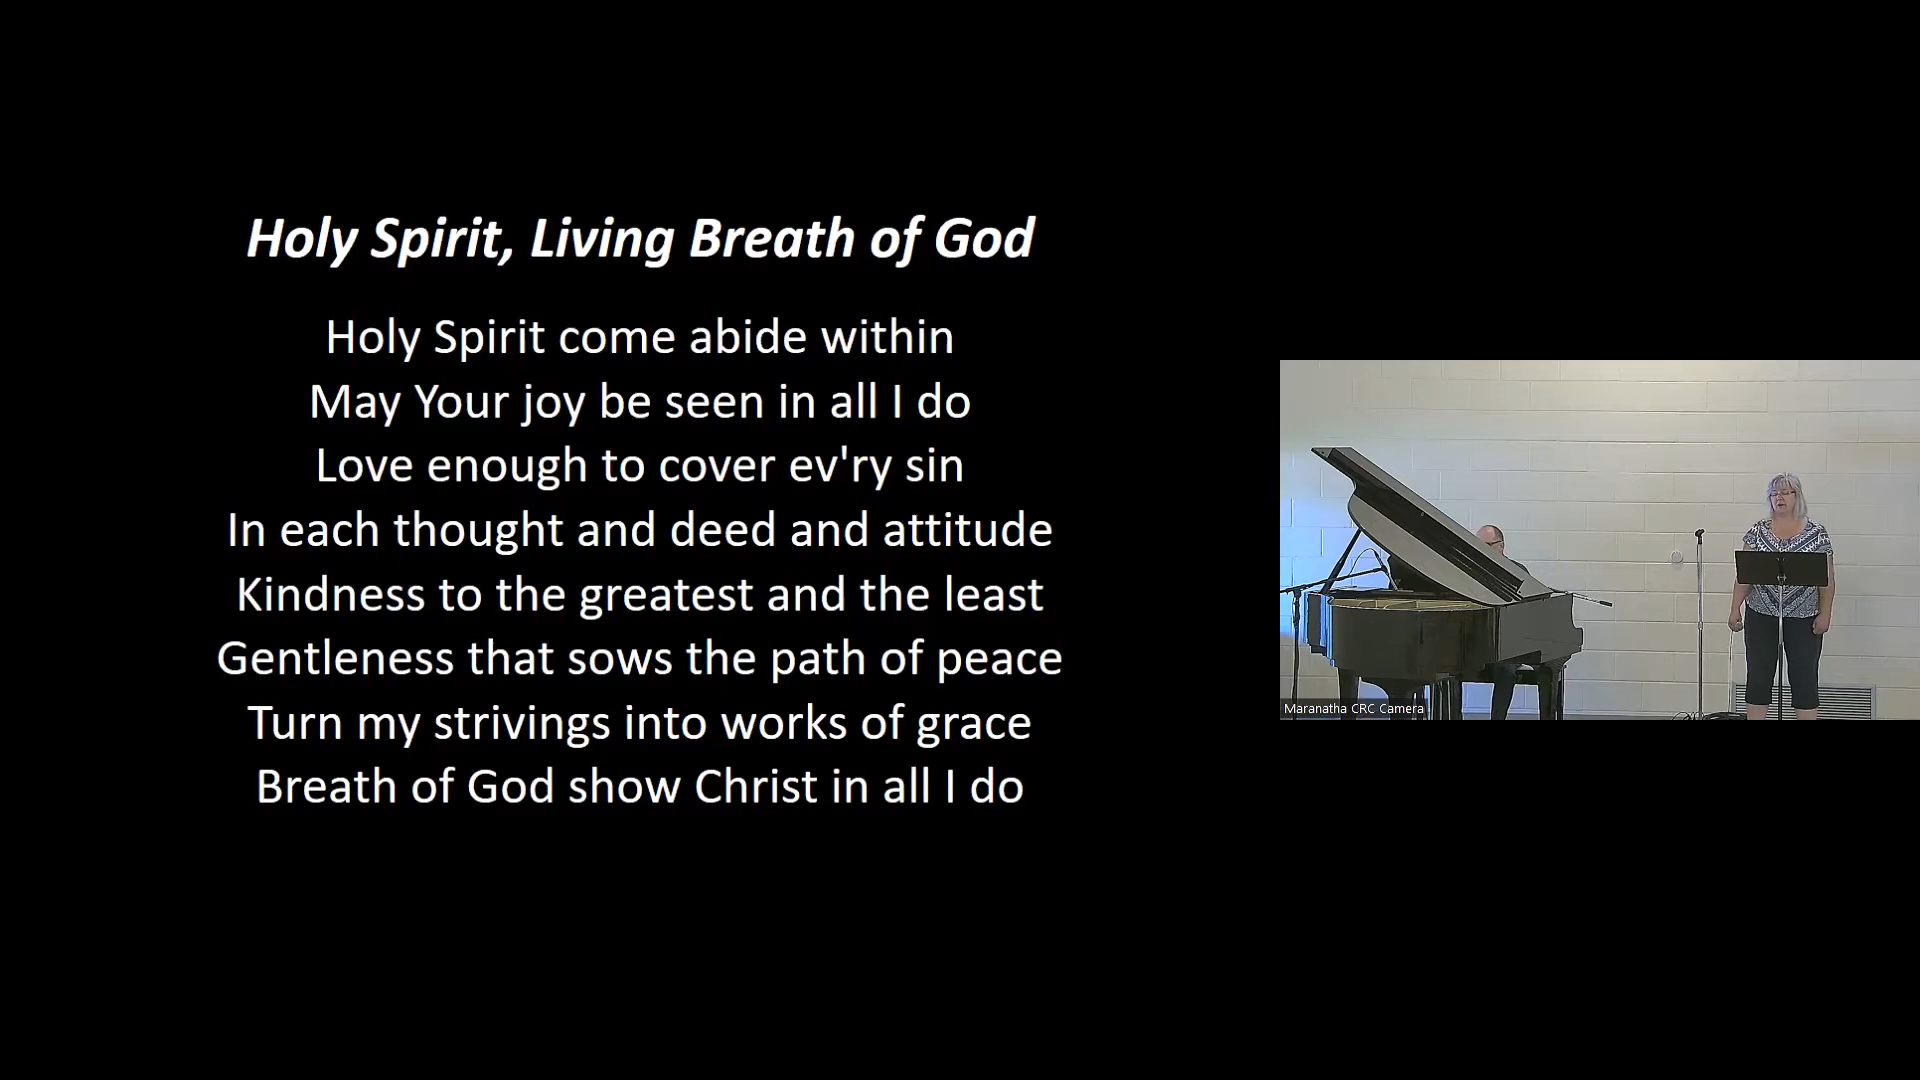 Holy Spirit, Living Breath of God
Holy Spirit come abide within
May Your joy be seen in all I do
Love enough to cover ev'ry sin
In each thought and deed and attitude
Kindness to the greatest and the least
Gentleness that sows the path of peace
Turn my strivings into works of grace
Breath of God show Christ in all I do
Maranatha CRC Camera